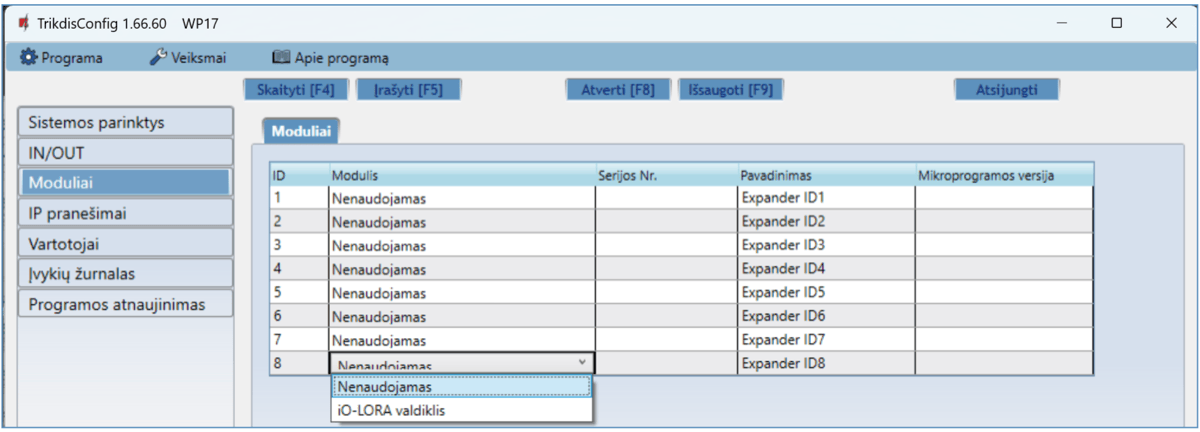 TrikdisConfig 1.66.60 WP17
Programa Veiksmai Apie programą
Skaityti [F4] Įrašyti [F5] Atverti [F8] Išsaugoti [F9] Atsijungti
Sistemos parinktys
IN/OUT
Moduliai
IP pranešimai
Vartotojai
Įvykių žurnalas
Programos atnaujinimas
Moduliai
ID Modulis Serijos Nr. Pavadinimas Mikroprogramos versija
1 Nenaudojamas Expander ID1
2 Nenaudojamas Expander ID2
3 Nenaudojamas Expander ID3
4 Nenaudojamas Expander ID4
5 Nenaudojamas Expander ID5
6 Nenaudojamas Expander ID6
7 Nenaudojamas Expander ID7
8 Nenaudojamas Expander ID8
Nenaudojamas
iO-LORA valdiklis